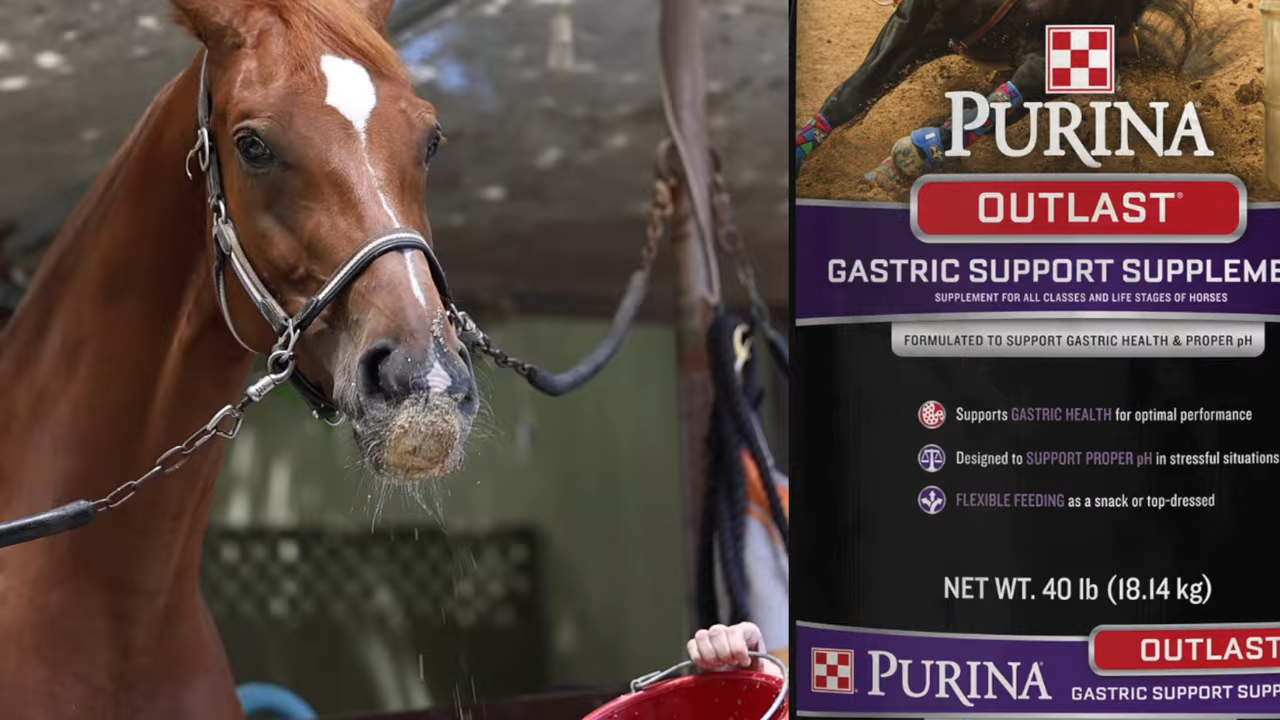 PURINA
OUTLAST®
GASTRIC SUPPORT SUPPLEME
SUPPLEMENT FOR ALL CLASSES AND LIFE STAGES OF HORSES
FORMULATED TO SUPPORT GASTRIC HEALTH & PROPER pH
Supports GASTRIC HEALTH for optimal performance
Designed to SUPPORT PROPER pH in stressful situations
FLEXIBLE FEEDING as a snack or top-dressed
NET WT. 40 lb (18.14 kg)
OUTLAST
PURINA
GASTRIC SUPPORT SUPP